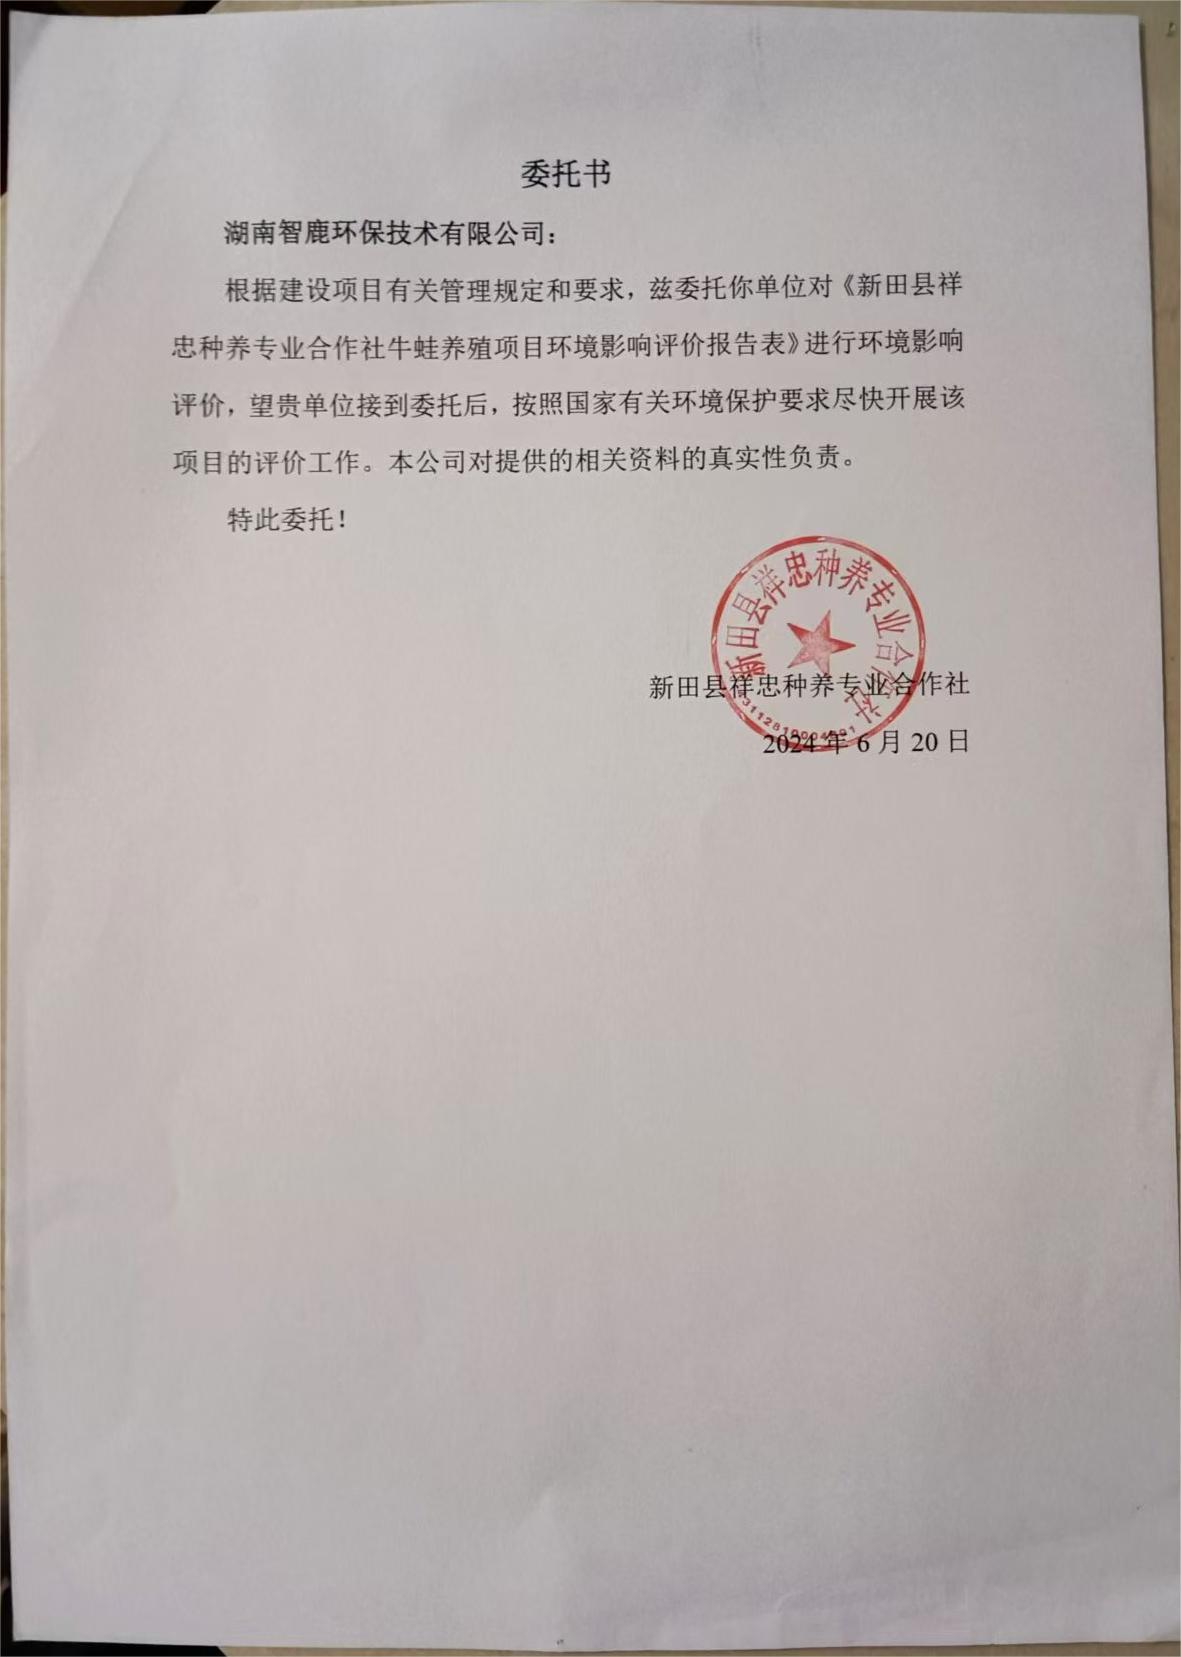 委托书
湖南智鹿环保技术有限公司：
根据建设项目有关管理规定和要求，兹委托你单位对《新田县祥
忠种养专业合作社牛蛙养殖项目环境影响评价报告表》进行环境影响
评价，望贵单位接到委托后，按照国家有关环境保护要求尽快开展该
项目的评价工作。本公司对提供的相关资料的真实性负责。
特此委托！
新田县祥忠种养专业合作社
新田县祥忠种养专业合作社
2024 年 6 月 20 日